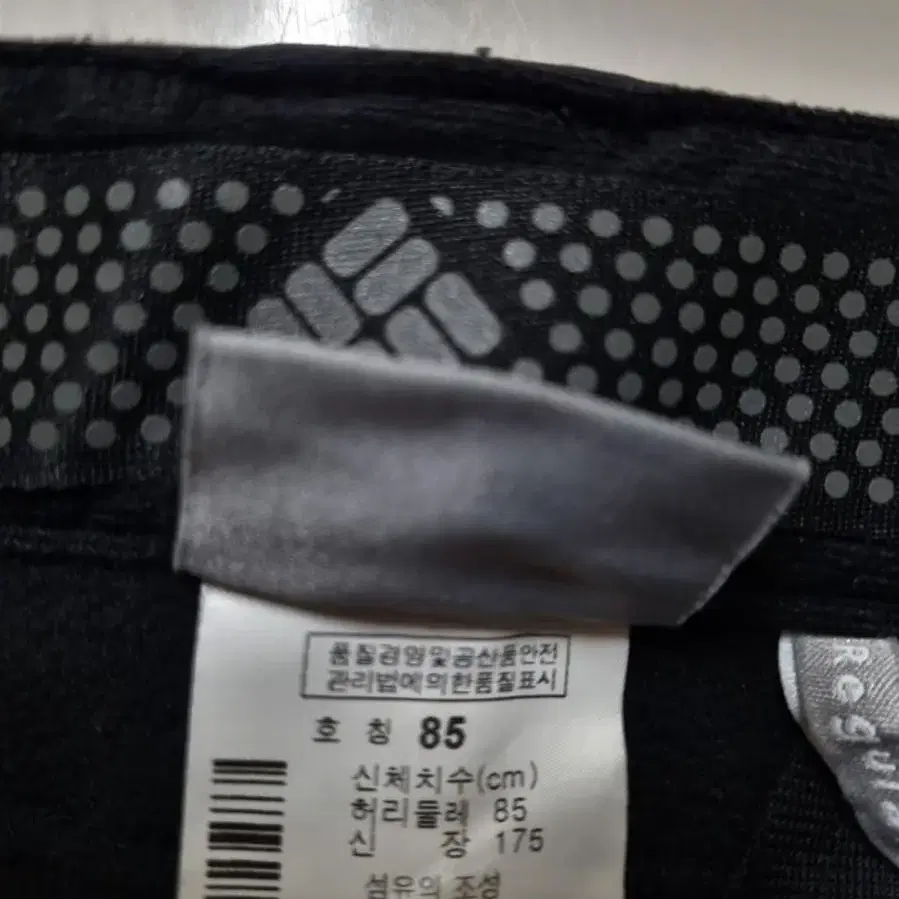 품질경영및공산품안전
관리법에의한품질표시
호 칭 85
신체치수(cm)
허리둘레 85
신 장 175
섬유의 조성
Regular